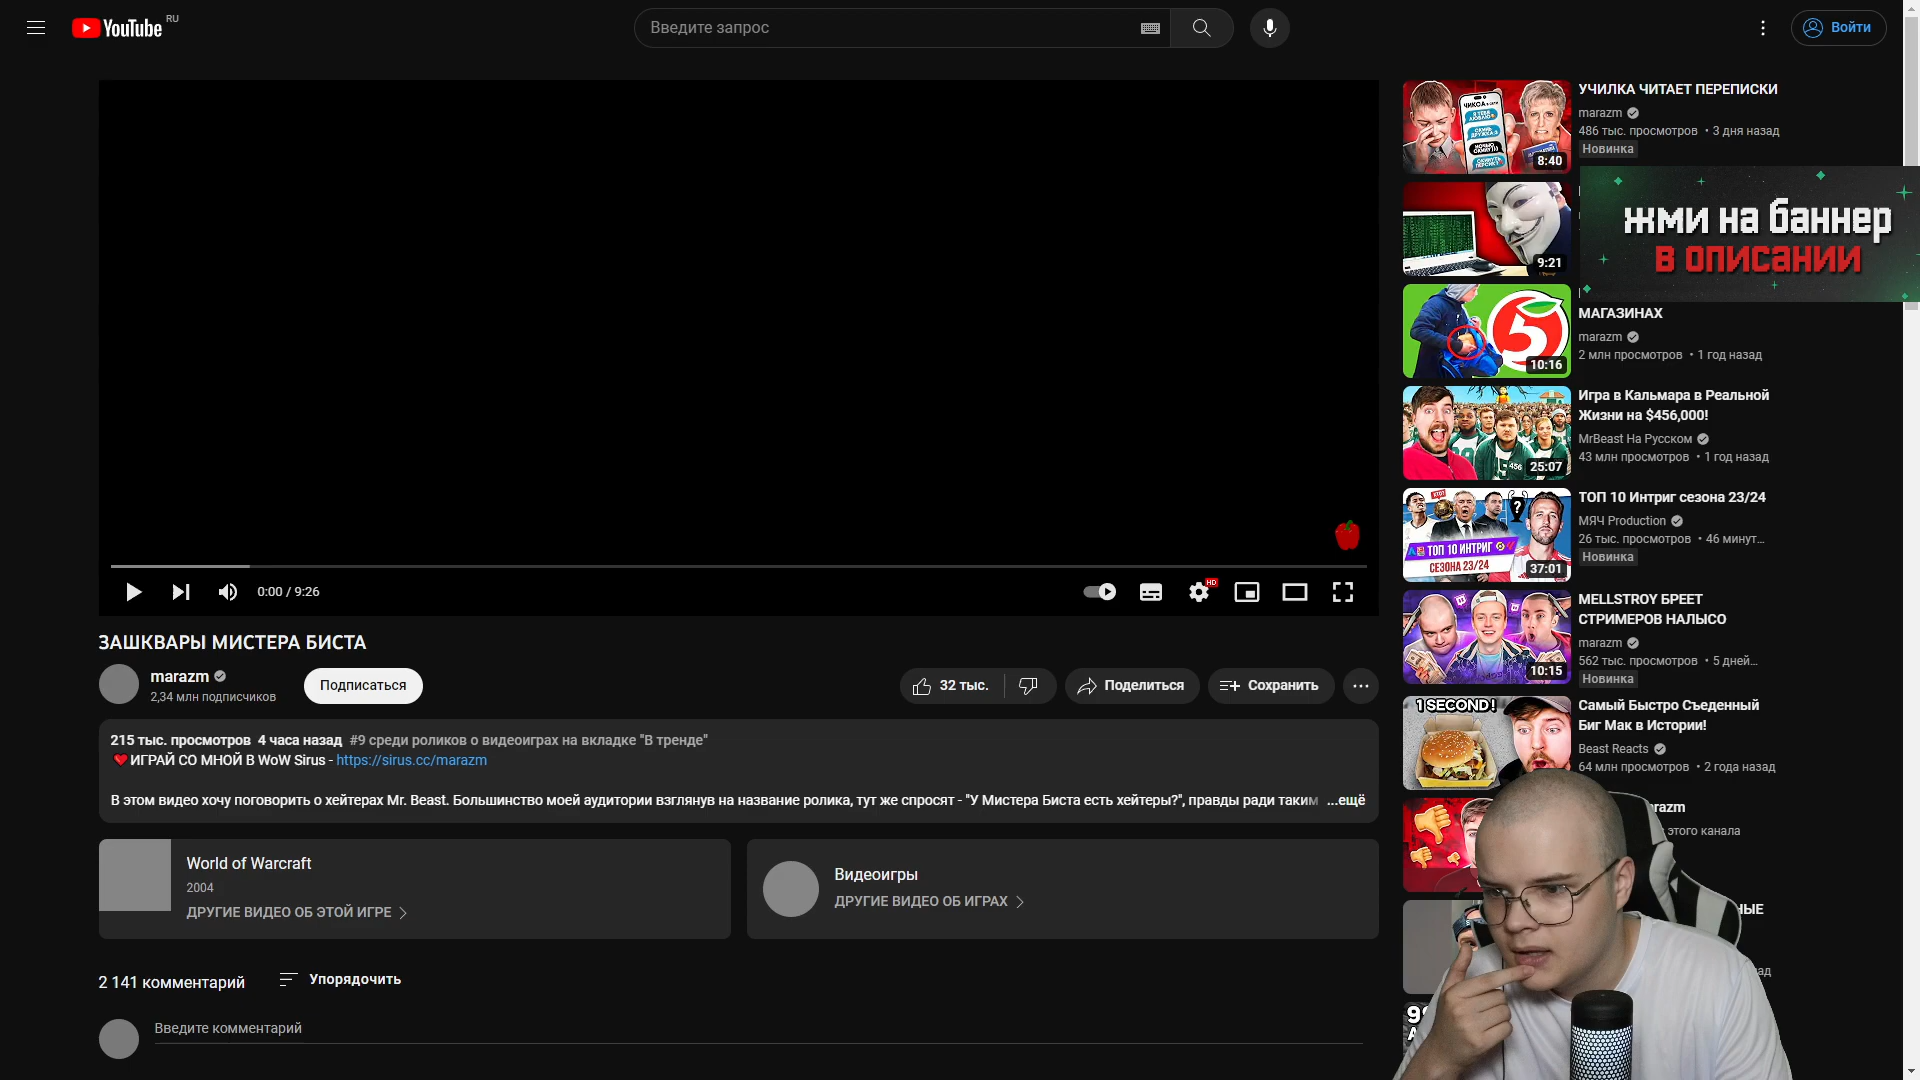 YouTube RU
Введите запрос
Войти
HD
0:00 / 9:26
ЗАШКВАРЫ МИСТЕРА БИСТА
marazm
2,34 млн подписчиков
Подписаться
32 тыс.
Поделиться
Сохранить
215 тыс. просмотров 4 часа назад #9 среди роликов о видеоиграх на вкладке "В тренде"
ИГРАЙ СО МНОЙ В WoW Sirus - https://sirus.cc/marazm
В этом видео хочу поговорить о хейтерах Mr. Beast. Большинство моей аудитории взглянув на название ролика, тут же спросят - "У Мистера Биста есть хейтеры?", правды ради таким ...ещё
World of Warcraft
2004
ДРУГИЕ ВИДЕО ОБ ЭТОЙ ИГРЕ
Видеоигры
ДРУГИЕ ВИДЕО ОБ ИГРАХ
2 141 комментарий
Упорядочить
Введите комментарий
ЧИКСА
8:40
УЧИЛКА ЧИТАЕТ ПЕРЕПИСКИ
marazm
486 тыс. просмотров • 3 дня назад
Новинка
9:21
жми на баннер
в описании
5
10:16
МАГАЗИНАХ
marazm
2 млн просмотров • 1 год назад
456
25:07
Игра в Кальмара в Реальной
Жизни на $456,000!
MrBeast На Русском
43 млн просмотров • 1 год назад
?
ТОП 10 ИНТРИГ
СЕЗОНА 23/24
37:01
ТОП 10 Интриг сезона 23/24
МЯЧ Production
26 тыс. просмотров • 46 минут...
Новинка
10:15
MELLSTROY БРЕЕТ
СТРИМЕРОВ НАЛЫСО
marazm
562 тыс. просмотров • 5 дней...
Новинка
1 SECOND!
Самый Быстро Съеденный
Биг Мак в Истории!
Beast Reacts
64 млн просмотров • 2 года назад
этого канала